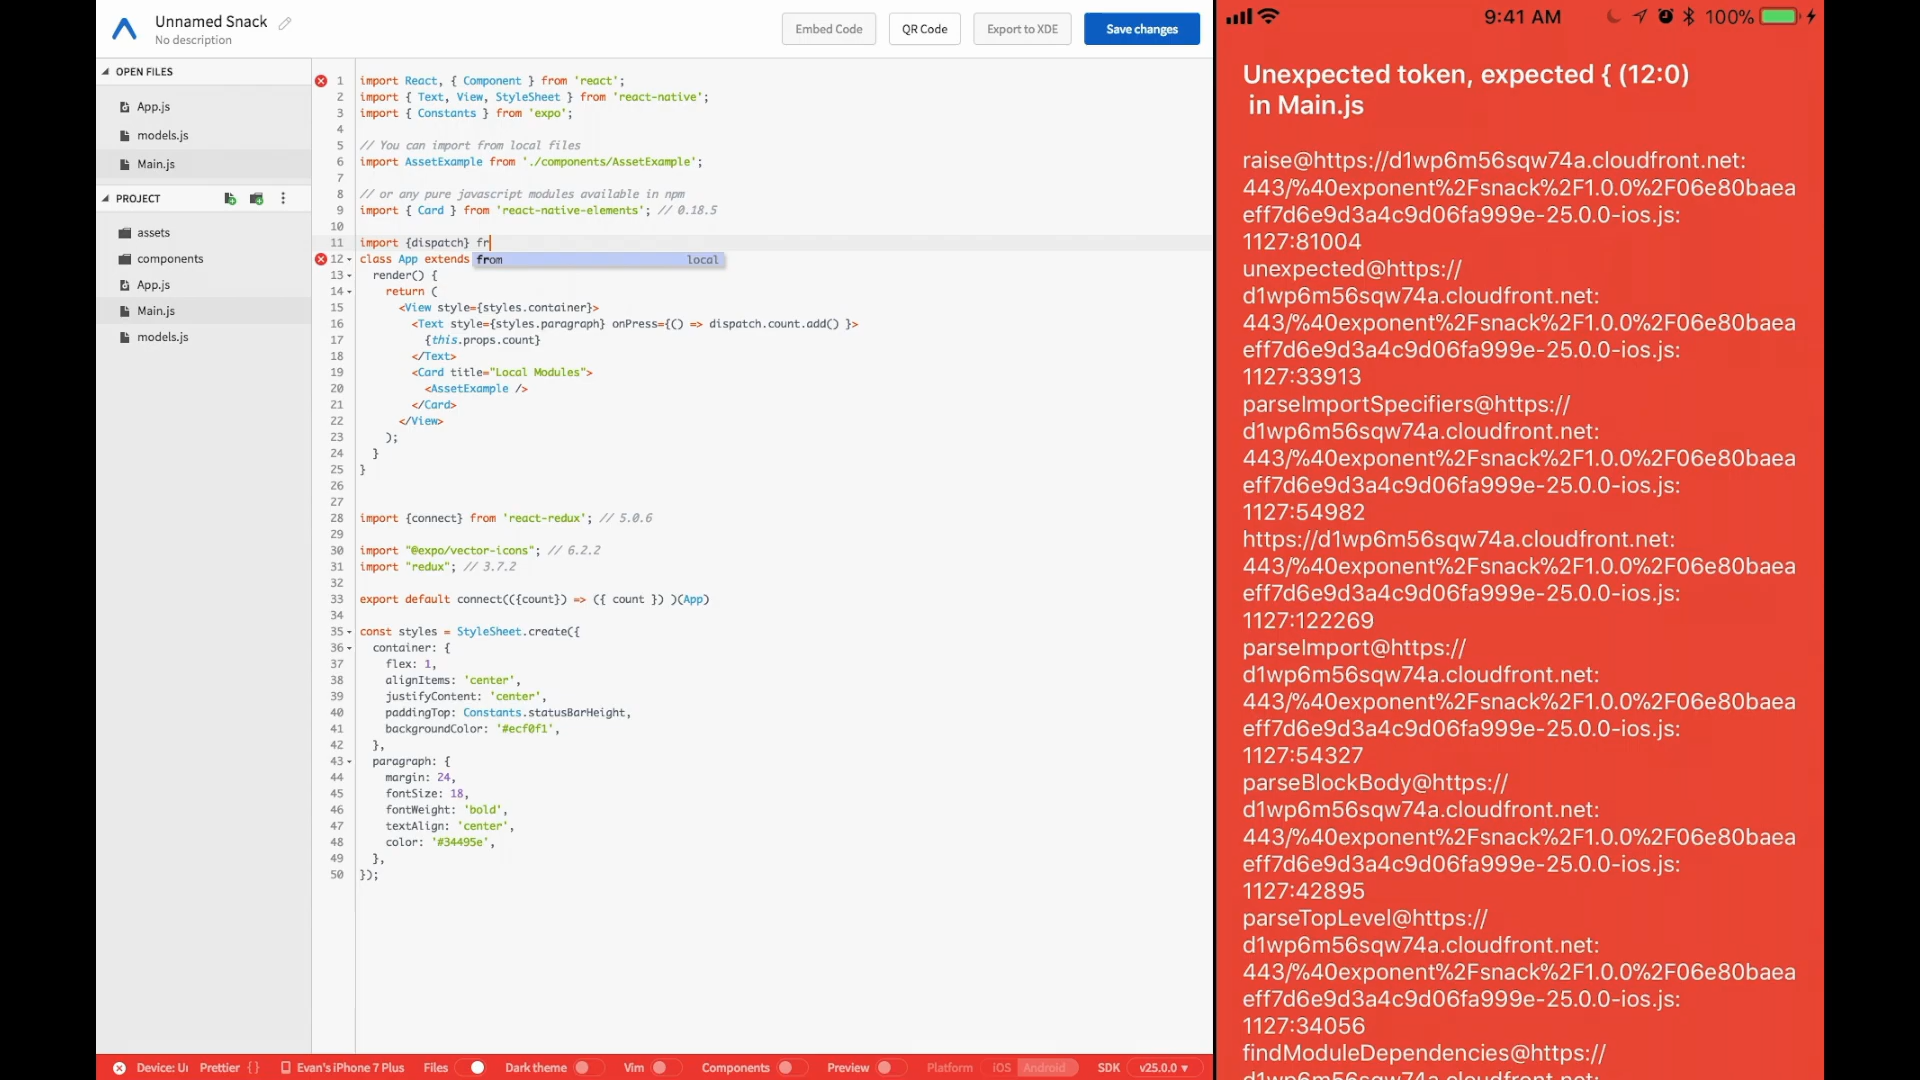 Unnamed Snack
No description
Embed Code
QR Code
Export to XDE
Save changes
OPEN FILES
App.js
models.js
Main.js
PROJECT
assets
components
App.js
Main.js
models.js
1 import React, { Component } from 'react';
2 import { Text, View, StyleSheet } from 'react-native';
3 import { Constants } from 'expo';
4
5 // You can import from local files
6 import AssetExample from './components/AssetExample';
7
8 // or any pure javascript modules available in npm
9 import { Card } from 'react-native-elements'; // 0.18.5
10
11 import {dispatch} fr
12 class App extends
from local
13 render() {
14 return (
15 <View style={styles.container}>
16 <Text style={styles.paragraph} onPress={() => dispatch.count.add() }>
17 {this.props.count}
18 </Text>
19 <Card title="Local Modules">
20 <AssetExample />
21 </Card>
22 </View>
23 );
24 }
25 }
26
27
28 import {connect} from 'react-redux'; // 5.0.6
29
30 import "@expo/vector-icons"; // 6.2.2
31 import "redux"; // 3.7.2
32
33 export default connect(({count}) => ({ count }) )(App)
34
35 const styles = StyleSheet.create({
36 container: {
37 flex: 1,
38 alignItems: 'center',
39 justifyContent: 'center',
40 paddingTop: Constants.statusBarHeight,
41 backgroundColor: '#ecf0f1',
42 },
43 paragraph: {
44 margin: 24,
45 fontSize: 18,
46 fontWeight: 'bold',
47 textAlign: 'center',
48 color: '#34495e',
49 },
50 });
Device: Ui
Prettier {}
Evan's iPhone 7 Plus
Files
Dark theme
Vim
Components
Preview
Platform
iOS
Android
SDK
v25.0.0
9:41 AM
100%
Unexpected token, expected { (12:0)
in Main.js
raise@https://d1wp6m56sqw74a.cloudfront.net:
443/%40exponent%2Fsnack%2F1.0.0%2F06e80baea
eff7d6e9d3a4c9d06fa999e-25.0.0-ios.js:
1127:81004
unexpected@https://
d1wp6m56sqw74a.cloudfront.net:
443/%40exponent%2Fsnack%2F1.0.0%2F06e80baea
eff7d6e9d3a4c9d06fa999e-25.0.0-ios.js:
1127:33913
parseImportSpecifiers@https://
d1wp6m56sqw74a.cloudfront.net:
443/%40exponent%2Fsnack%2F1.0.0%2F06e80baea
eff7d6e9d3a4c9d06fa999e-25.0.0-ios.js:
1127:54982
https://d1wp6m56sqw74a.cloudfront.net:
443/%40exponent%2Fsnack%2F1.0.0%2F06e80baea
eff7d6e9d3a4c9d06fa999e-25.0.0-ios.js:
1127:122269
parseImport@https://
d1wp6m56sqw74a.cloudfront.net:
443/%40exponent%2Fsnack%2F1.0.0%2F06e80baea
eff7d6e9d3a4c9d06fa999e-25.0.0-ios.js:
1127:54327
parseBlockBody@https://
d1wp6m56sqw74a.cloudfront.net:
443/%40exponent%2Fsnack%2F1.0.0%2F06e80baea
eff7d6e9d3a4c9d06fa999e-25.0.0-ios.js:
1127:42895
parseTopLevel@https://
d1wp6m56sqw74a.cloudfront.net:
443/%40exponent%2Fsnack%2F1.0.0%2F06e80baea
eff7d6e9d3a4c9d06fa999e-25.0.0-ios.js:
1127:34056
findModuleDependencies@https://
d1wp6m56sqw74a.cloudfront.net: